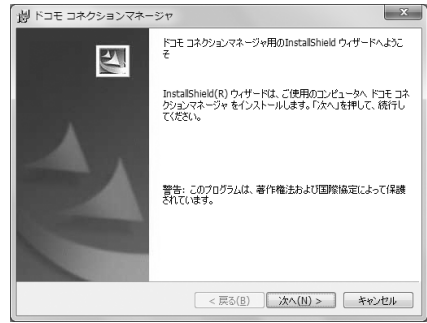 ドコモ コネクションマネージャ
ドコモ コネクションマネージャ用のInstallShield ウィザードへようこ
そ
InstallShield(R) ウィザードは、ご使用のコンピュータへ ドコモ コネ
クションマネージャ をインストールします。「次へ」を押して、続行し
てください。
警告: このプログラムは、著作権法および国際協定によって保護
されています。
< 戻る(B) 次へ(N) > キャンセル